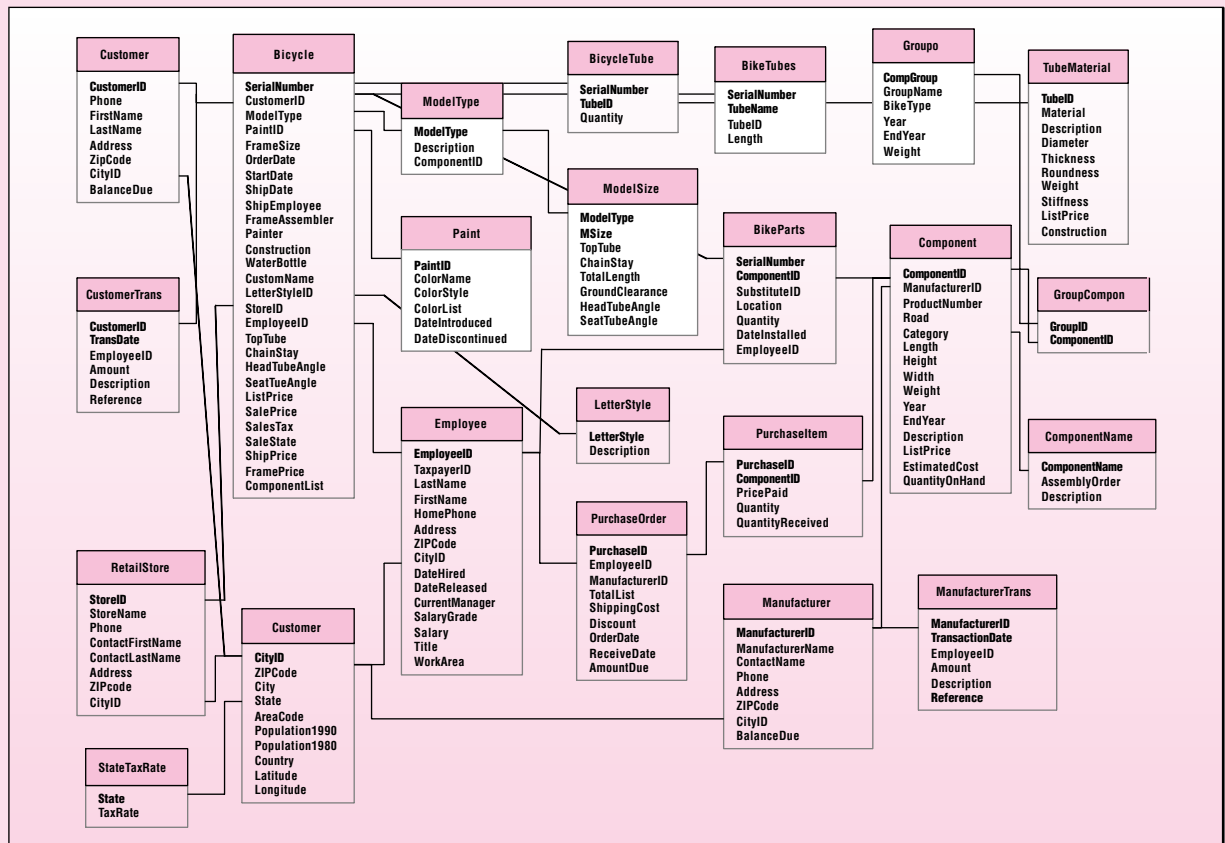 Customer
CustomerID
Phone
FirstName
LastName
Address
ZipCode
CityID
BalanceDue
Bicycle
SerialNumber
CustomerID
ModelType
PaintID
FrameSize
OrderDate
StartDate
ShipDate
ShipEmployee
FrameAssembler
Painter
Construction
WaterBottle
CustomName
LetterStyleID
StoreID
EmployeeID
TopTube
ChainStay
HeadTubeAngle
SeatTueAngle
ListPrice
SalePrice
SalesTax
SaleState
ShipPrice
FramePrice
ComponentList
ModelType
ModelType
Description
ComponentID
BicycleTube
SerialNumber
TubeID
Quantity
BikeTubes
SerialNumber
TubeName
TubeID
Length
Groupo
CompGroup
GroupName
BikeType
Year
EndYear
Weight
TubeMaterial
TubeID
Material
Description
Diameter
Thickness
Roundness
Weight
Stiffness
ListPrice
Construction
CustomerTrans
CustomerID
TransDate
EmployeeID
Amount
Description
Reference
Paint
PaintID
ColorName
ColorStyle
ColorList
DateIntroduced
DateDiscontinued
ModelSize
ModelType
MSize
TopTube
ChainStay
TotalLength
GroundClearance
HeadTubeAngle
SeatTubeAngle
BikeParts
SerialNumber
ComponentID
SubstituteID
Location
Quantity
DateInstalled
EmployeeID
Component
ComponentID
ManufacturerID
ProductNumber
Road
Category
Length
Height
Width
Weight
Year
EndYear
Description
ListPrice
EstimatedCost
QuantityOnHand
GroupCompon
GroupID
ComponentID
Employee
EmployeeID
TaxpayerID
LastName
FirstName
HomePhone
Address
ZIPCode
CityID
DateHired
DateReleased
CurrentManager
SalaryGrade
Salary
Title
WorkArea
LetterStyle
LetterStyle
Description
PurchaseItem
PurchaseID
ComponentID
PricePaid
Quantity
QuantityReceived
ComponentName
ComponentName
AssemblyOrder
Description
RetailStore
StoreID
StoreName
Phone
ContactFirstName
ContactLastName
Address
ZIPcode
CityID
Customer
CityID
ZIPCode
City
State
AreaCode
Population1990
Population1980
Country
Latitude
Longitude
PurchaseOrder
PurchaseID
EmployeeID
ManufacturerID
TotalList
ShippingCost
Discount
OrderDate
ReceiveDate
AmountDue
Manufacturer
ManufacturerID
ManufacturerName
ContactName
Phone
Address
ZIPCode
CityID
BalanceDue
ManufacturerTrans
ManufacturerID
TransactionDate
EmployeeID
Amount
Description
Reference
StateTaxRate
State
TaxRate